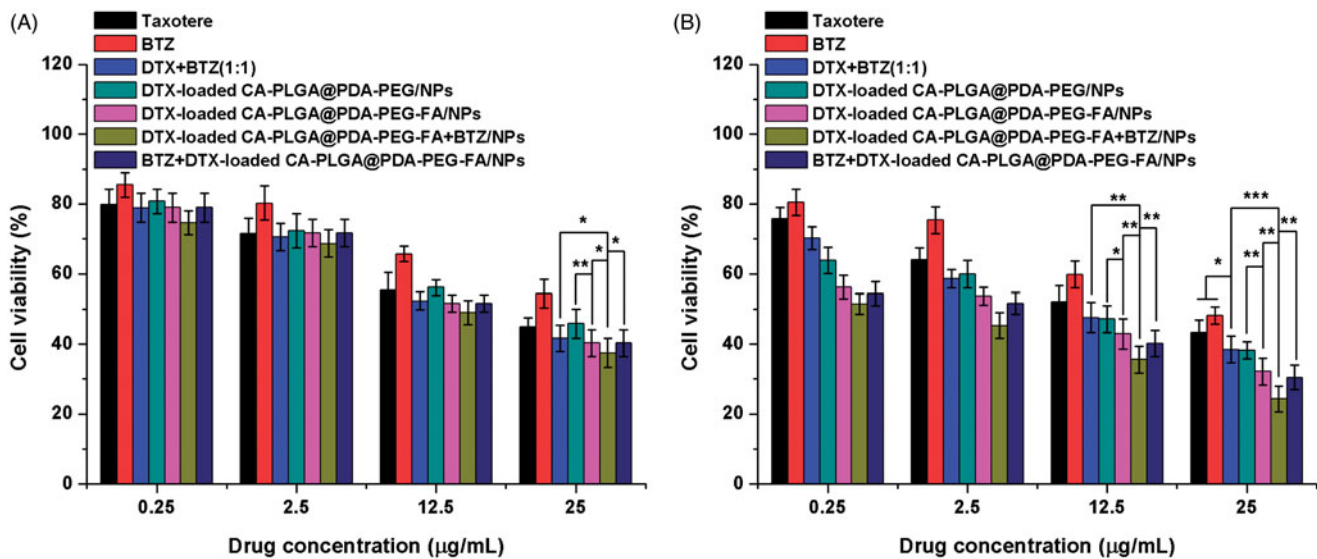 (A)
Taxotere
BTZ
DTX+BTZ(1:1)
DTX-loaded CA-PLGA@PDA-PEG/NPs
DTX-loaded CA-PLGA@PDA-PEG-FA/NPs
DTX-loaded CA-PLGA@PDA-PEG-FA+BTZ/NPs
BTZ+DTX-loaded CA-PLGA@PDA-PEG-FA/NPs
Cell viability (%)
120
100
80
60
40
20
0
*
*
*
**
0.25 2.5 12.5 25
Drug concentration (μg/mL)
(B)
Taxotere
BTZ
DTX+BTZ(1:1)
DTX-loaded CA-PLGA@PDA-PEG/NPs
DTX-loaded CA-PLGA@PDA-PEG-FA/NPs
DTX-loaded CA-PLGA@PDA-PEG-FA+BTZ/NPs
BTZ+DTX-loaded CA-PLGA@PDA-PEG-FA/NPs
Cell viability (%)
120
100
80
60
40
20
0
**
**
**
*
***
**
**
**
*
0.25 2.5 12.5 25
Drug concentration (μg/mL)